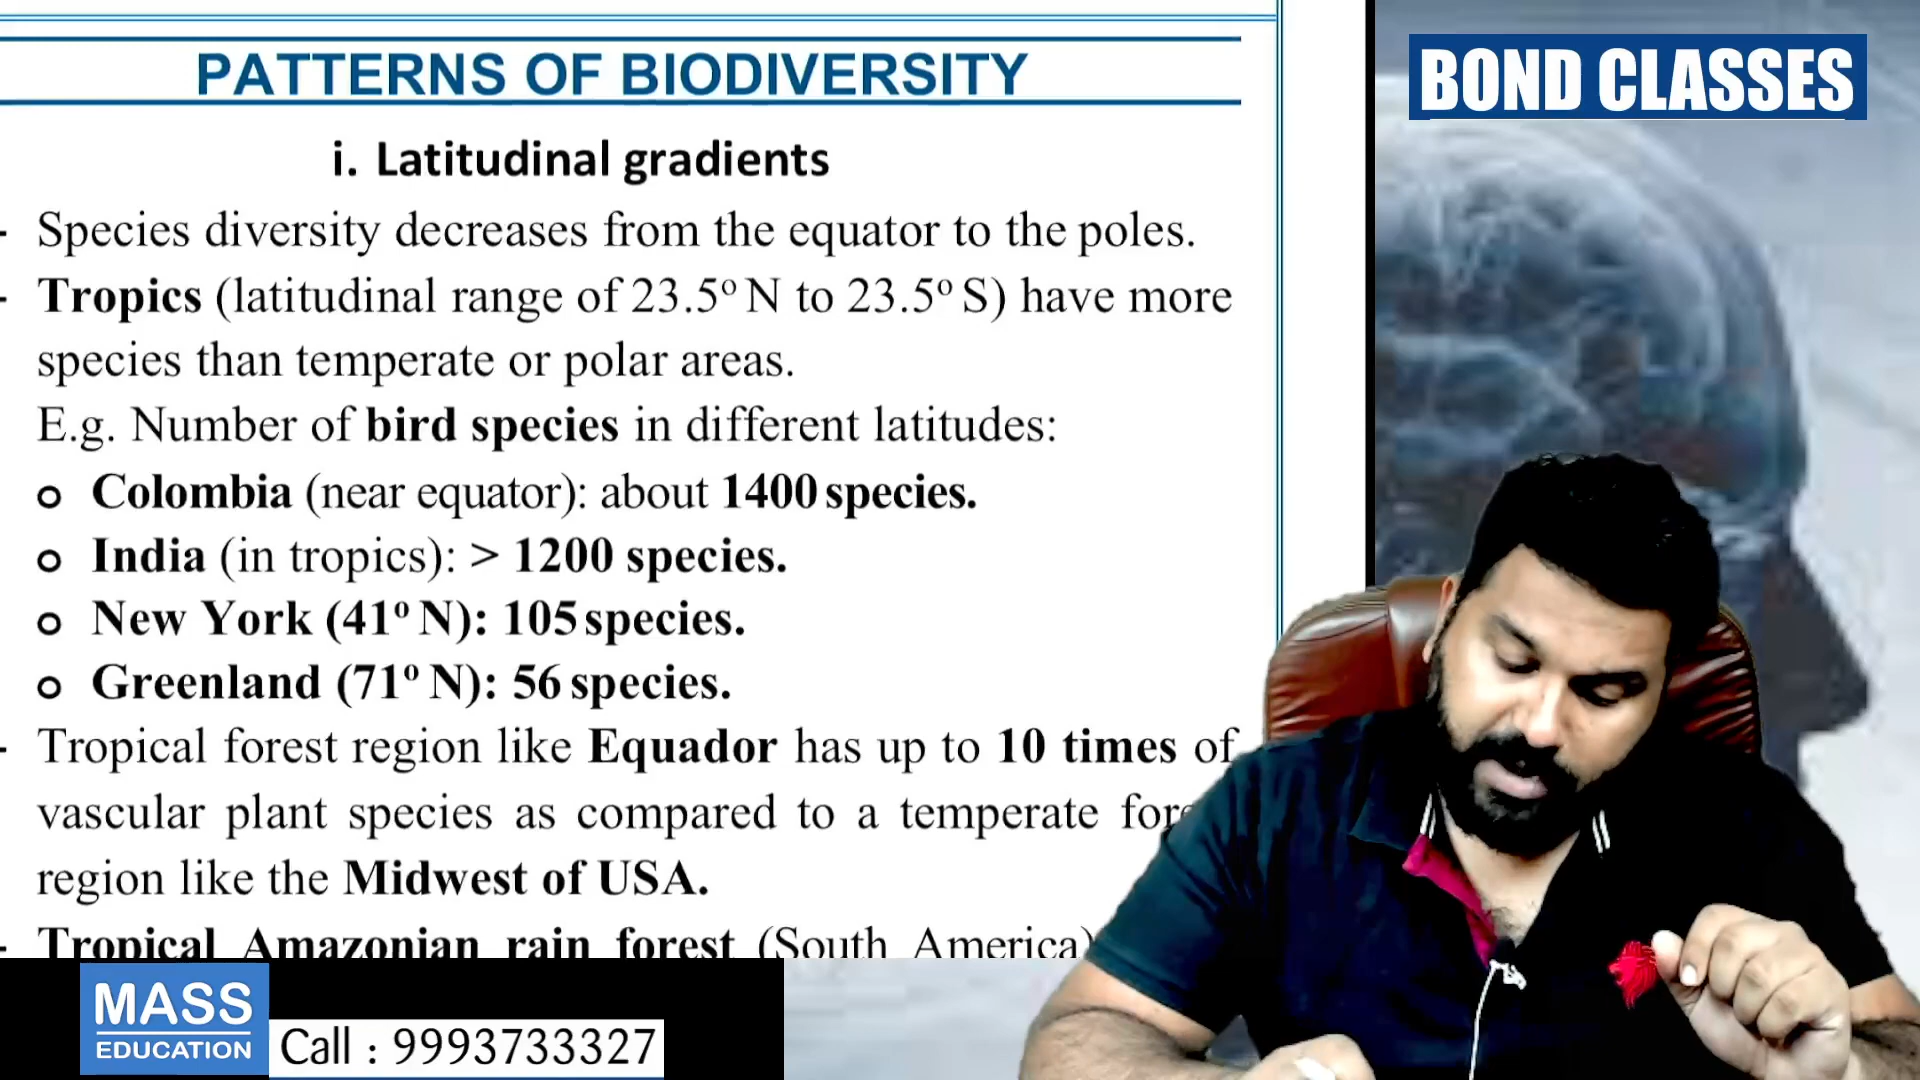 PATTERNS OF BIODIVERSITY
BOND CLASSES
i. Latitudinal gradients
- Species diversity decreases from the equator to the poles.
- Tropics (latitudinal range of 23.5º N to 23.5º S) have more
species than temperate or polar areas.
E.g. Number of bird species in different latitudes:
o Colombia (near equator): about 1400 species.
o India (in tropics): > 1200 species.
o New York (41º N): 105 species.
o Greenland (71º N): 56 species.
- Tropical forest region like Equador has up to 10 times of
vascular plant species as compared to a temperate
region like the Midwest of USA.
- Tropical Amazonian rain forest (South America)
MASS
EDUCATION
Call : 9993733327